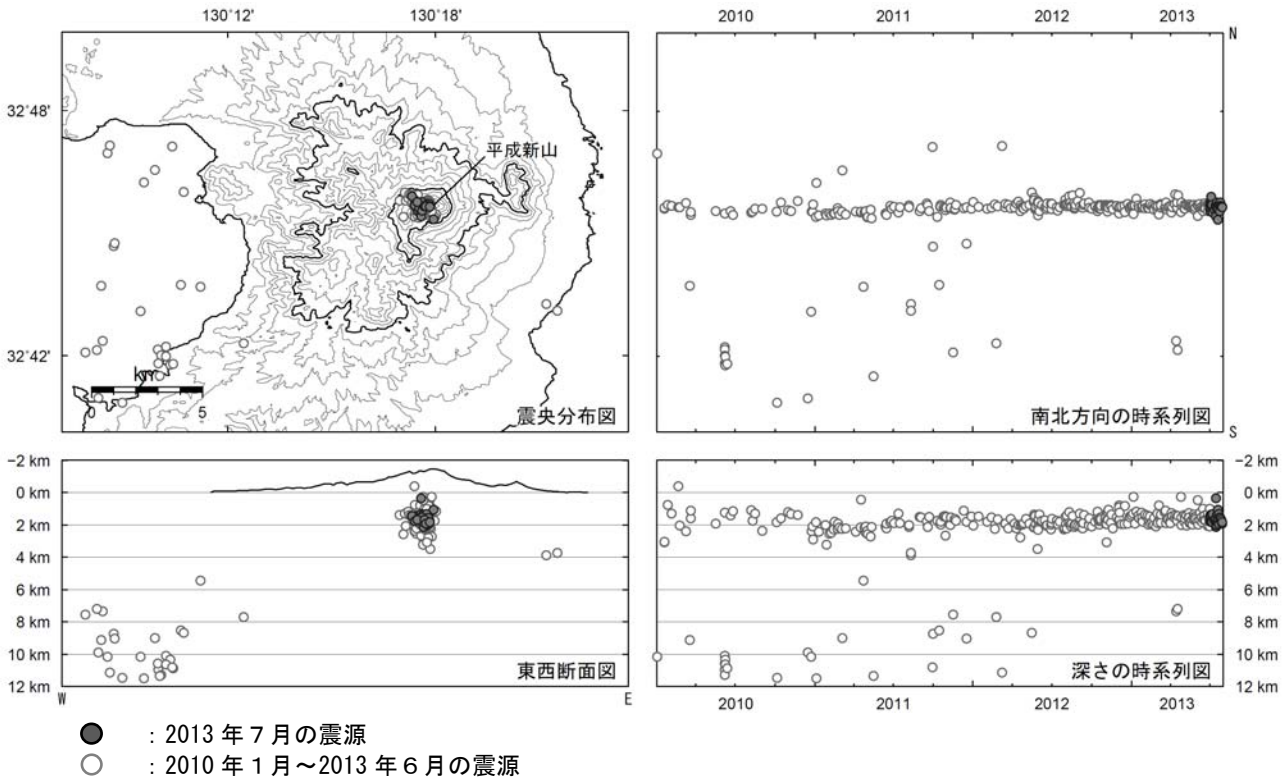 130°12′ 130°18′
2010 2011 2012 2013
N
32°48′
平成新山
32°42′
km
5
震央分布図
南北方向の時系列図
S
-2 km
0 km
2 km
4 km
6 km
8 km
10 km
12 km
東西断面図
W E
-2 km
0 km
2 km
4 km
6 km
8 km
10 km
12 km
深さの時系列図
2010 2011 2012 2013
：2013 年７月の震源
：2010 年１月～2013 年６月の震源